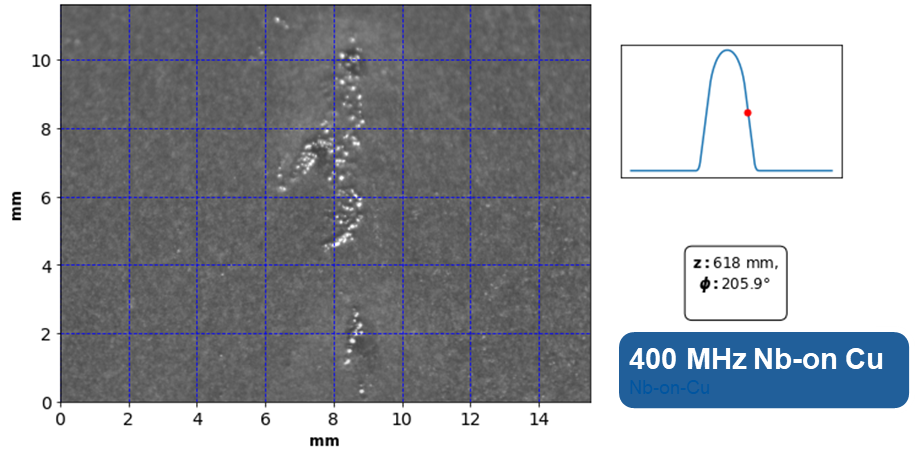 10
8
6
4
2
0
0 2 4 6 8 10 12 14
mm
mm
z: 618 mm,
ϕ: 205.9°
400 MHz Nb-on Cu
Nb-on-Cu